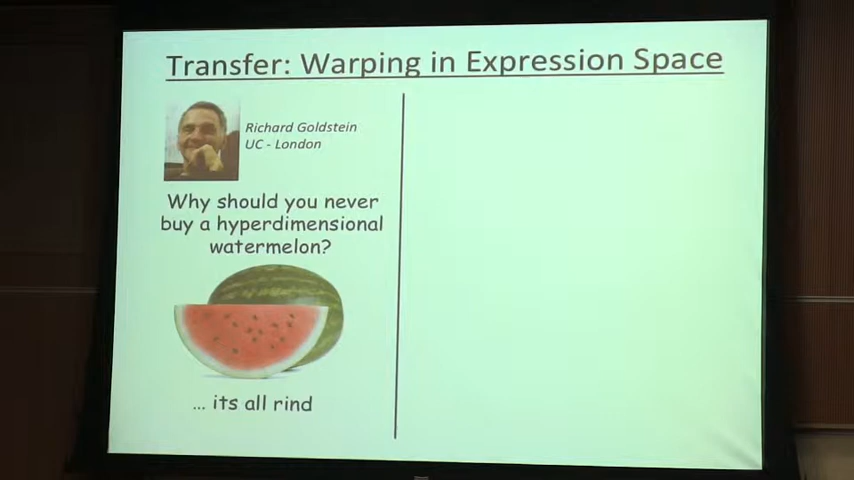 Transfer: Warping in Expression Space
Richard Goldstein
UC - London
Why should you never
buy a hyperdimensional
watermelon?
... its all rind